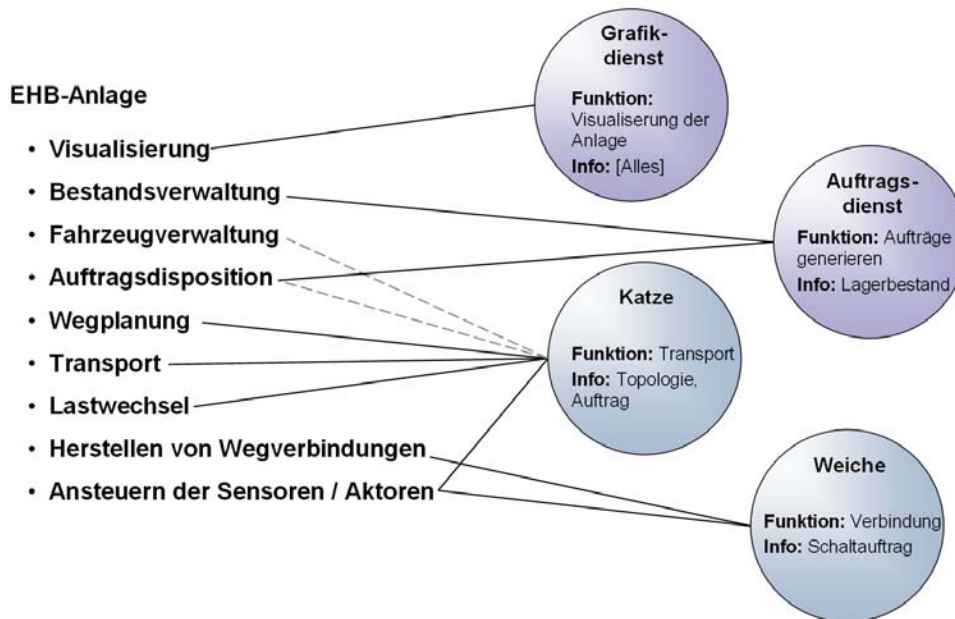 EHB-Anlage
• Visualisierung
• Bestandsverwaltung
• Fahrzeugverwaltung
• Auftragsdisposition
• Wegplanung
• Transport
• Lastwechsel
• Herstellen von Wegverbindungen
• Ansteuern der Sensoren / Aktoren
Grafik-
dienst
Funktion:
Visualiserung der
Anlage
Info: [Alles]
Auftrags-
dienst
Funktion: Aufträge
generieren
Info: Lagerbestand
Katze
Funktion: Transport
Info: Topologie,
Auftrag
Weiche
Funktion: Verbindung
Info: Schaltauftrag